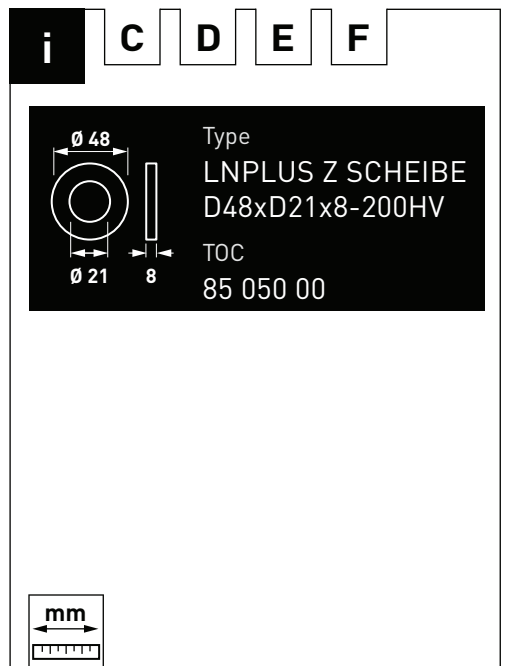 i C D E F
Ø 48
Ø 21
8
Type
LNPLUS Z SCHEIBE
D48xD21x8-200HV
TOC
85 050 00
mm